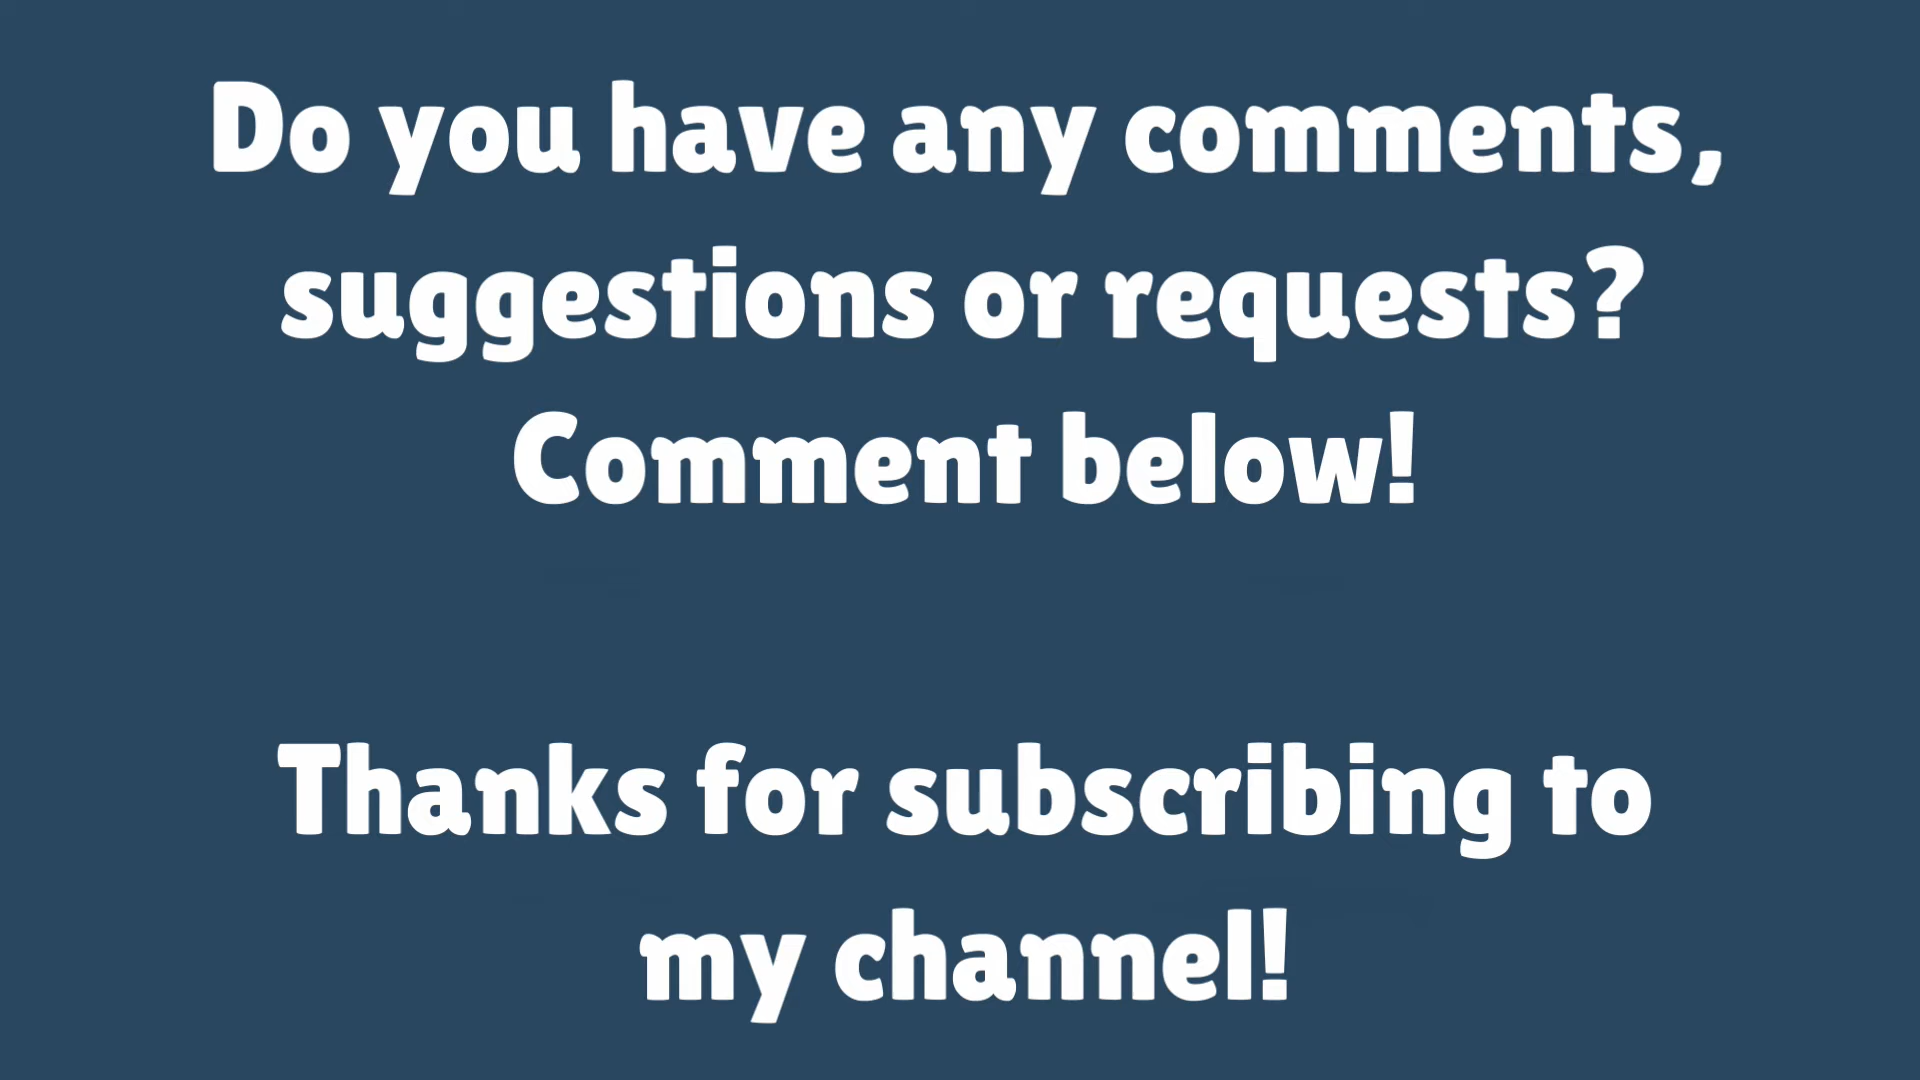 Do you have any comments,
suggestions or requests?
Comment below!
Thanks for subscribing to
my channel!